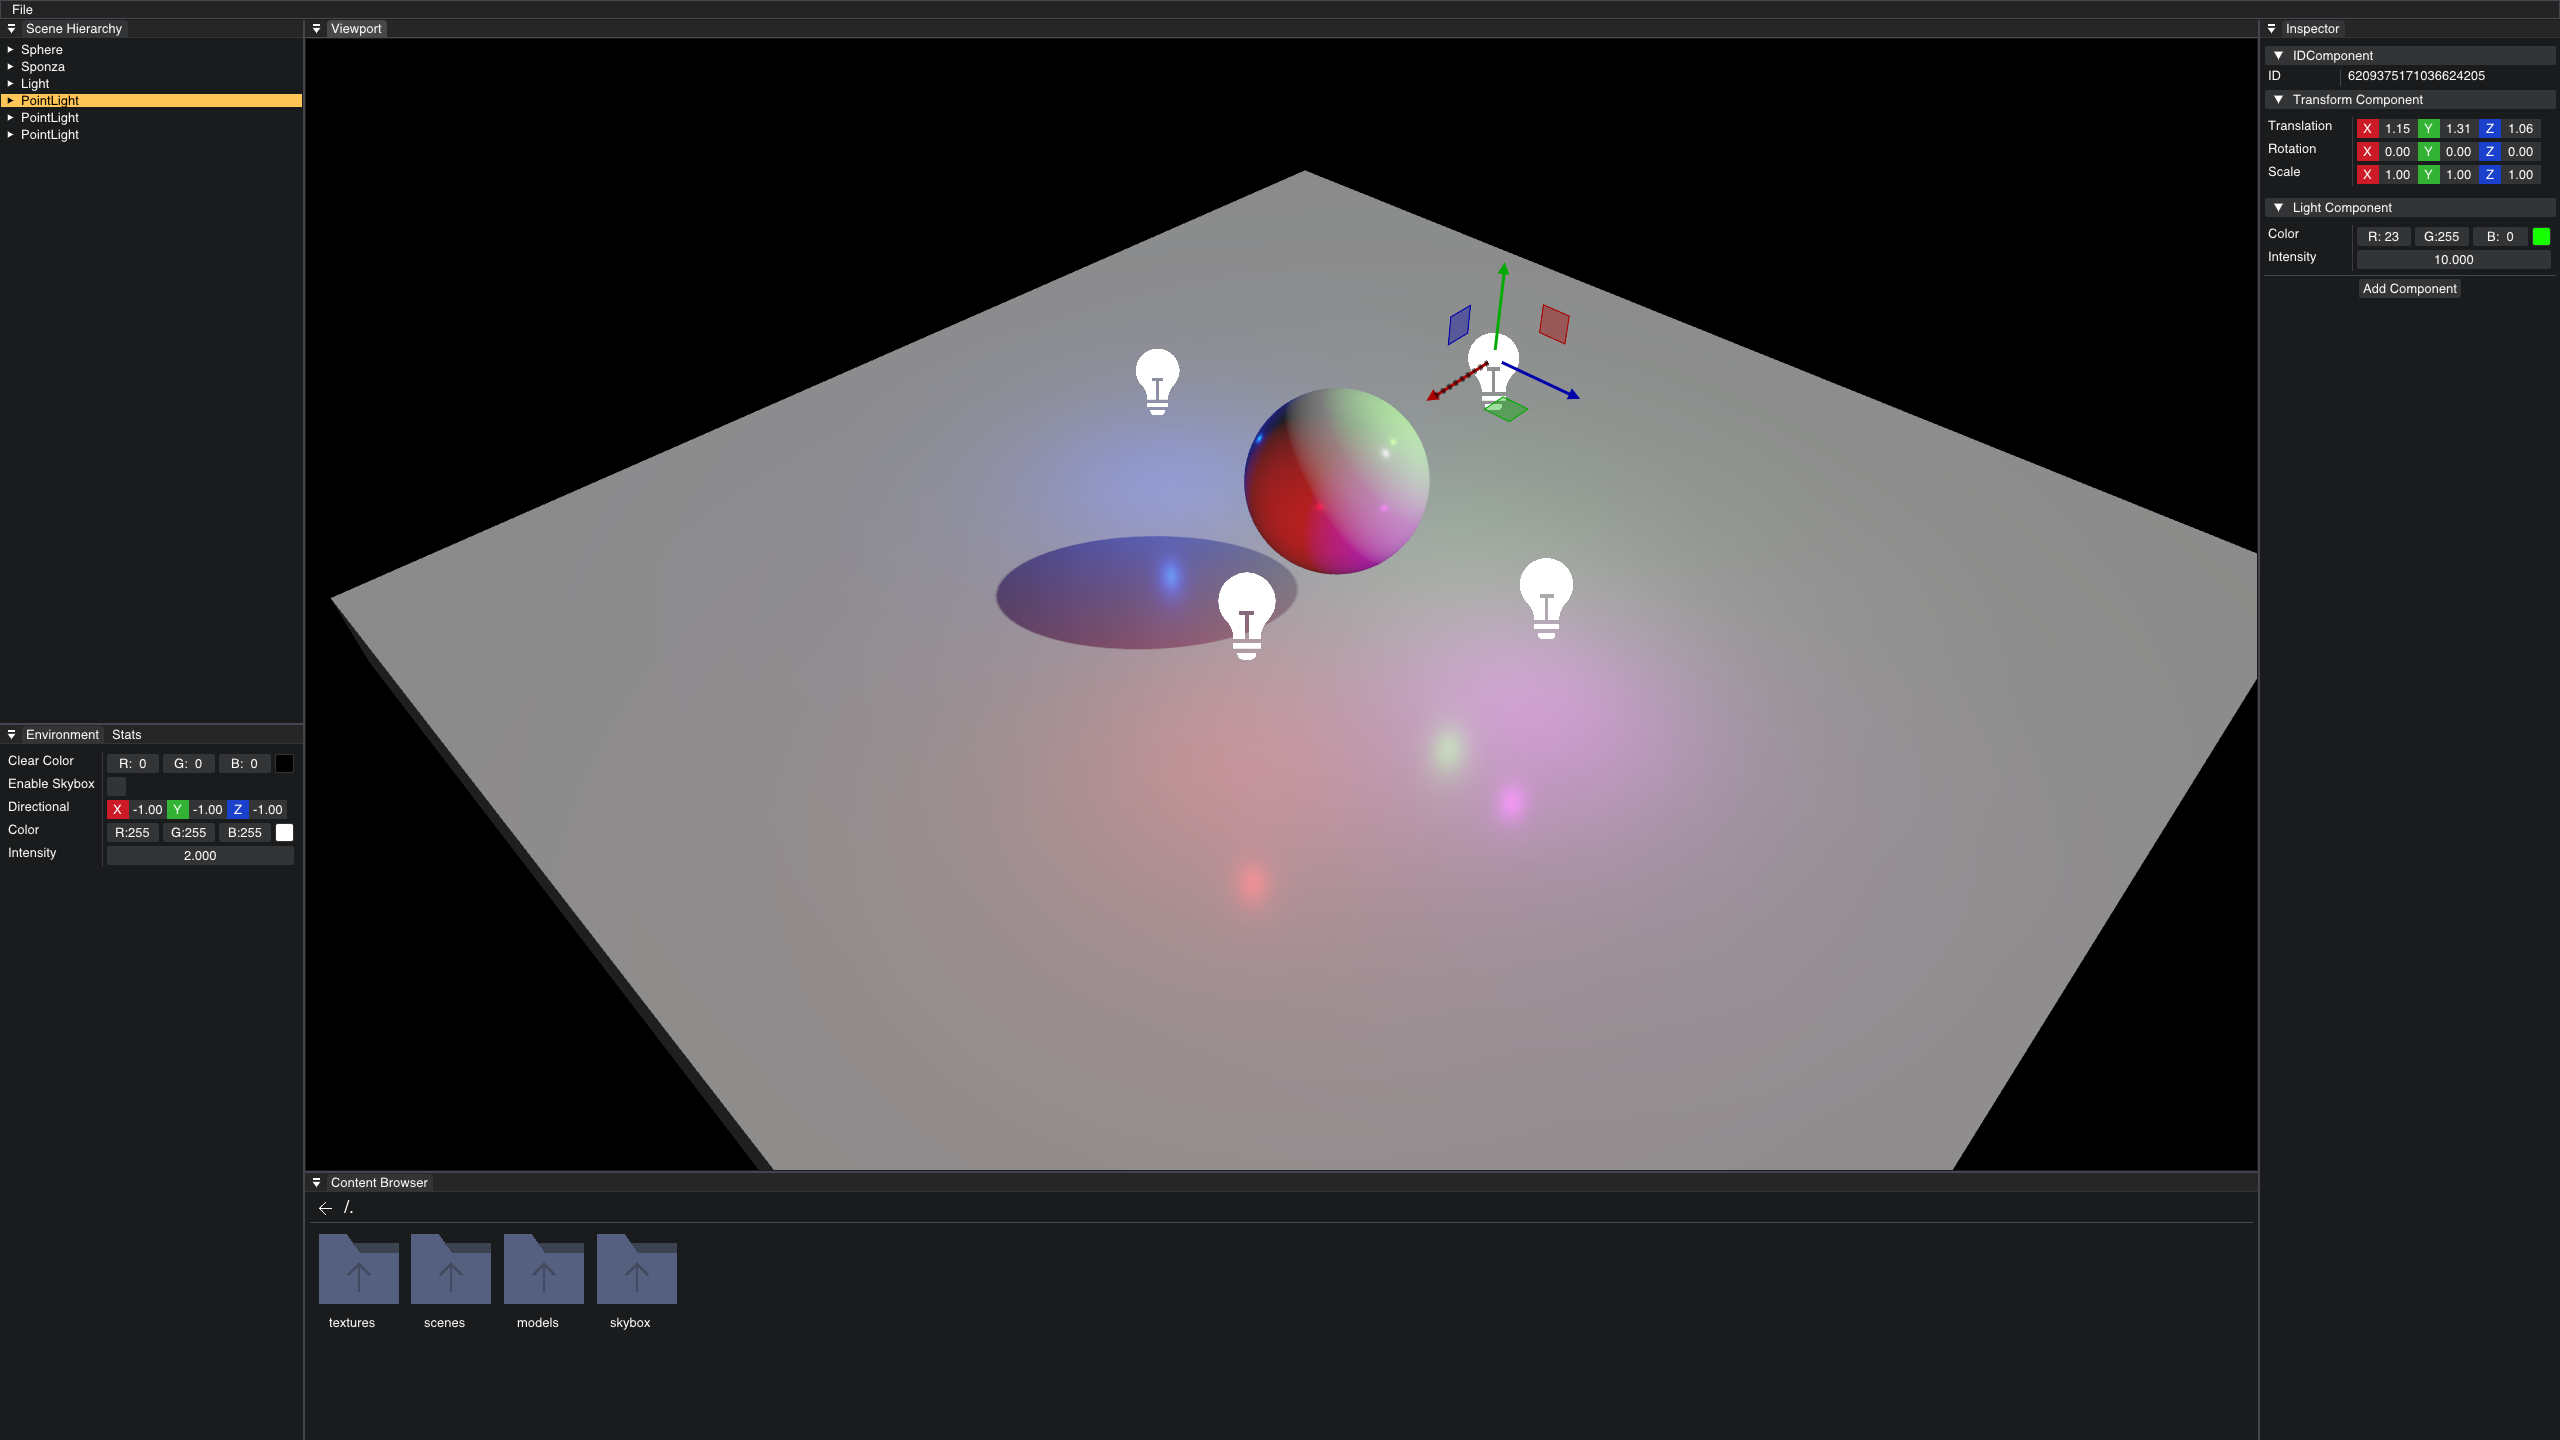 File
Scene Hierarchy
Sphere
Sponza
Light
PointLight
PointLight
PointLight
Environment Stats
Clear Color R: 0 G: 0 B: 0
Enable Skybox
Directional X -1.00 Y -1.00 Z -1.00
Color R:255 G:255 B:255
Intensity 2.000
Viewport
Content Browser
/.
textures scenes models skybox
Inspector
IDComponent
ID 6209375171036624205
Transform Component
Translation X 1.15 Y 1.31 Z 1.06
Rotation X 0.00 Y 0.00 Z 0.00
Scale X 1.00 Y 1.00 Z 1.00
Light Component
Color R: 23 G:255 B: 0
Intensity 10.000
Add Component